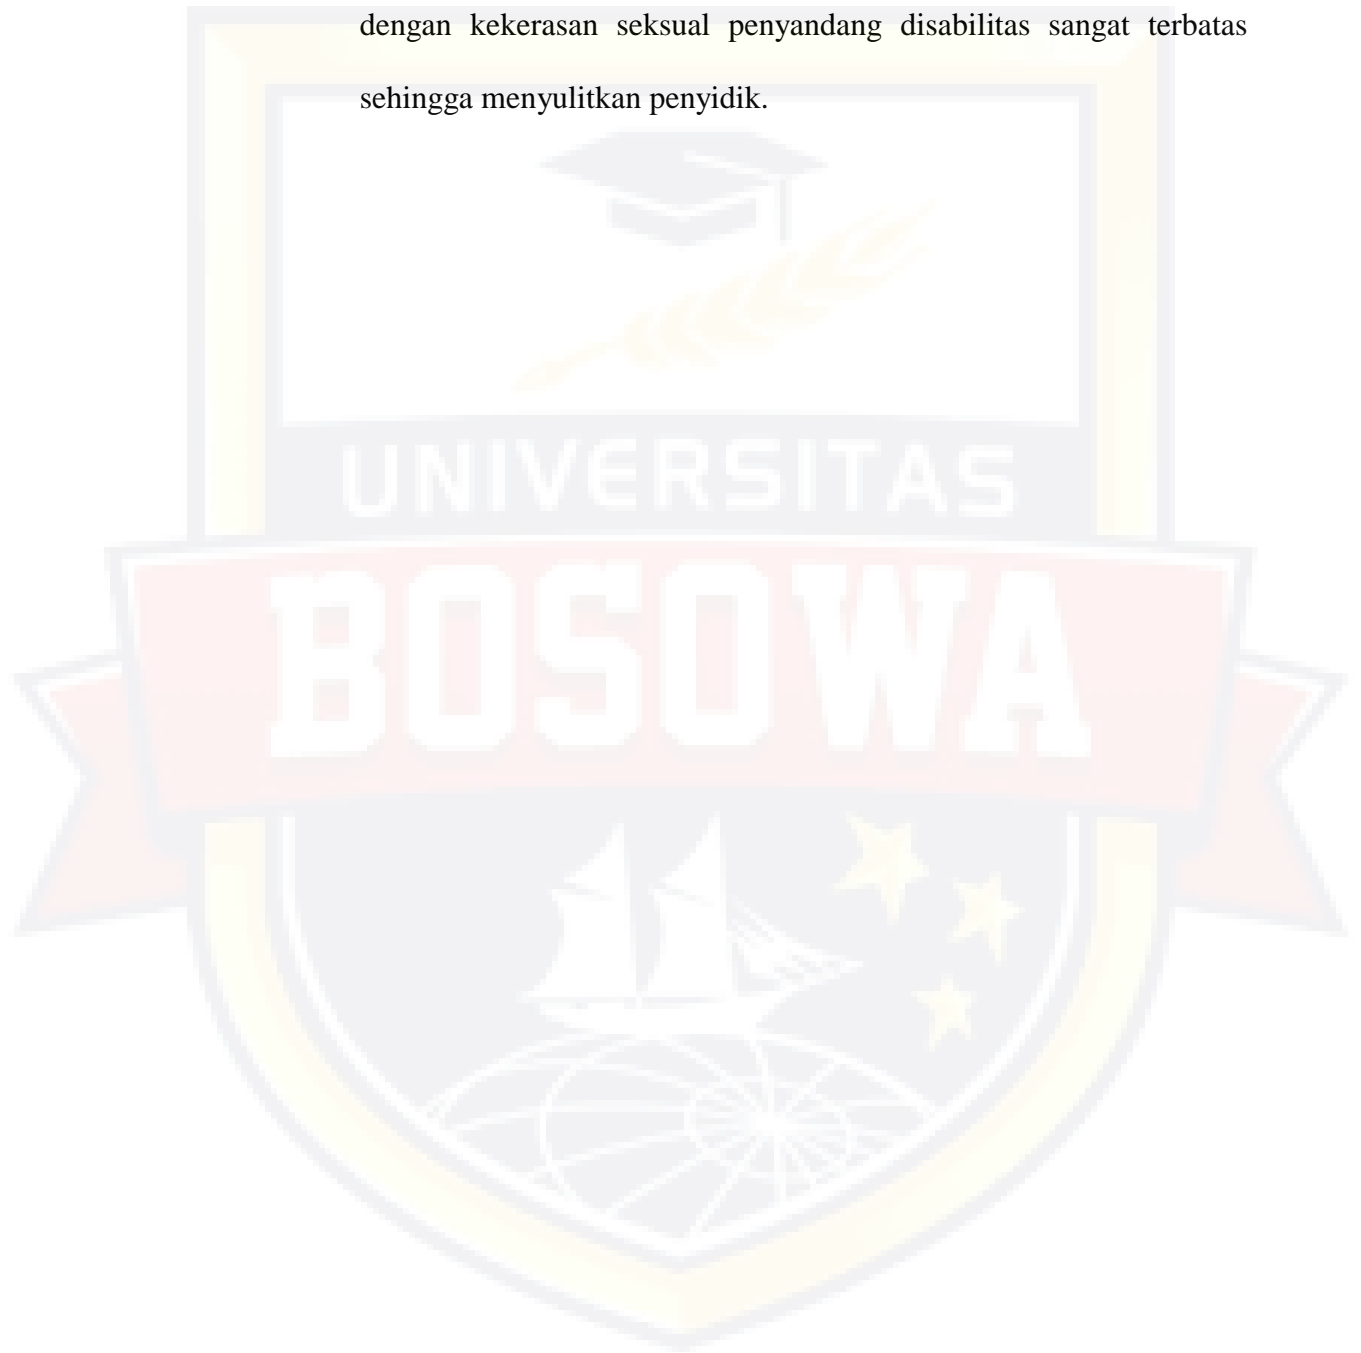 dengan kekerasan seksual penyandang disabilitas sangat terbatas
sehingga menyulitkan penyidik.
UNIVERSITAS
BOSOWA